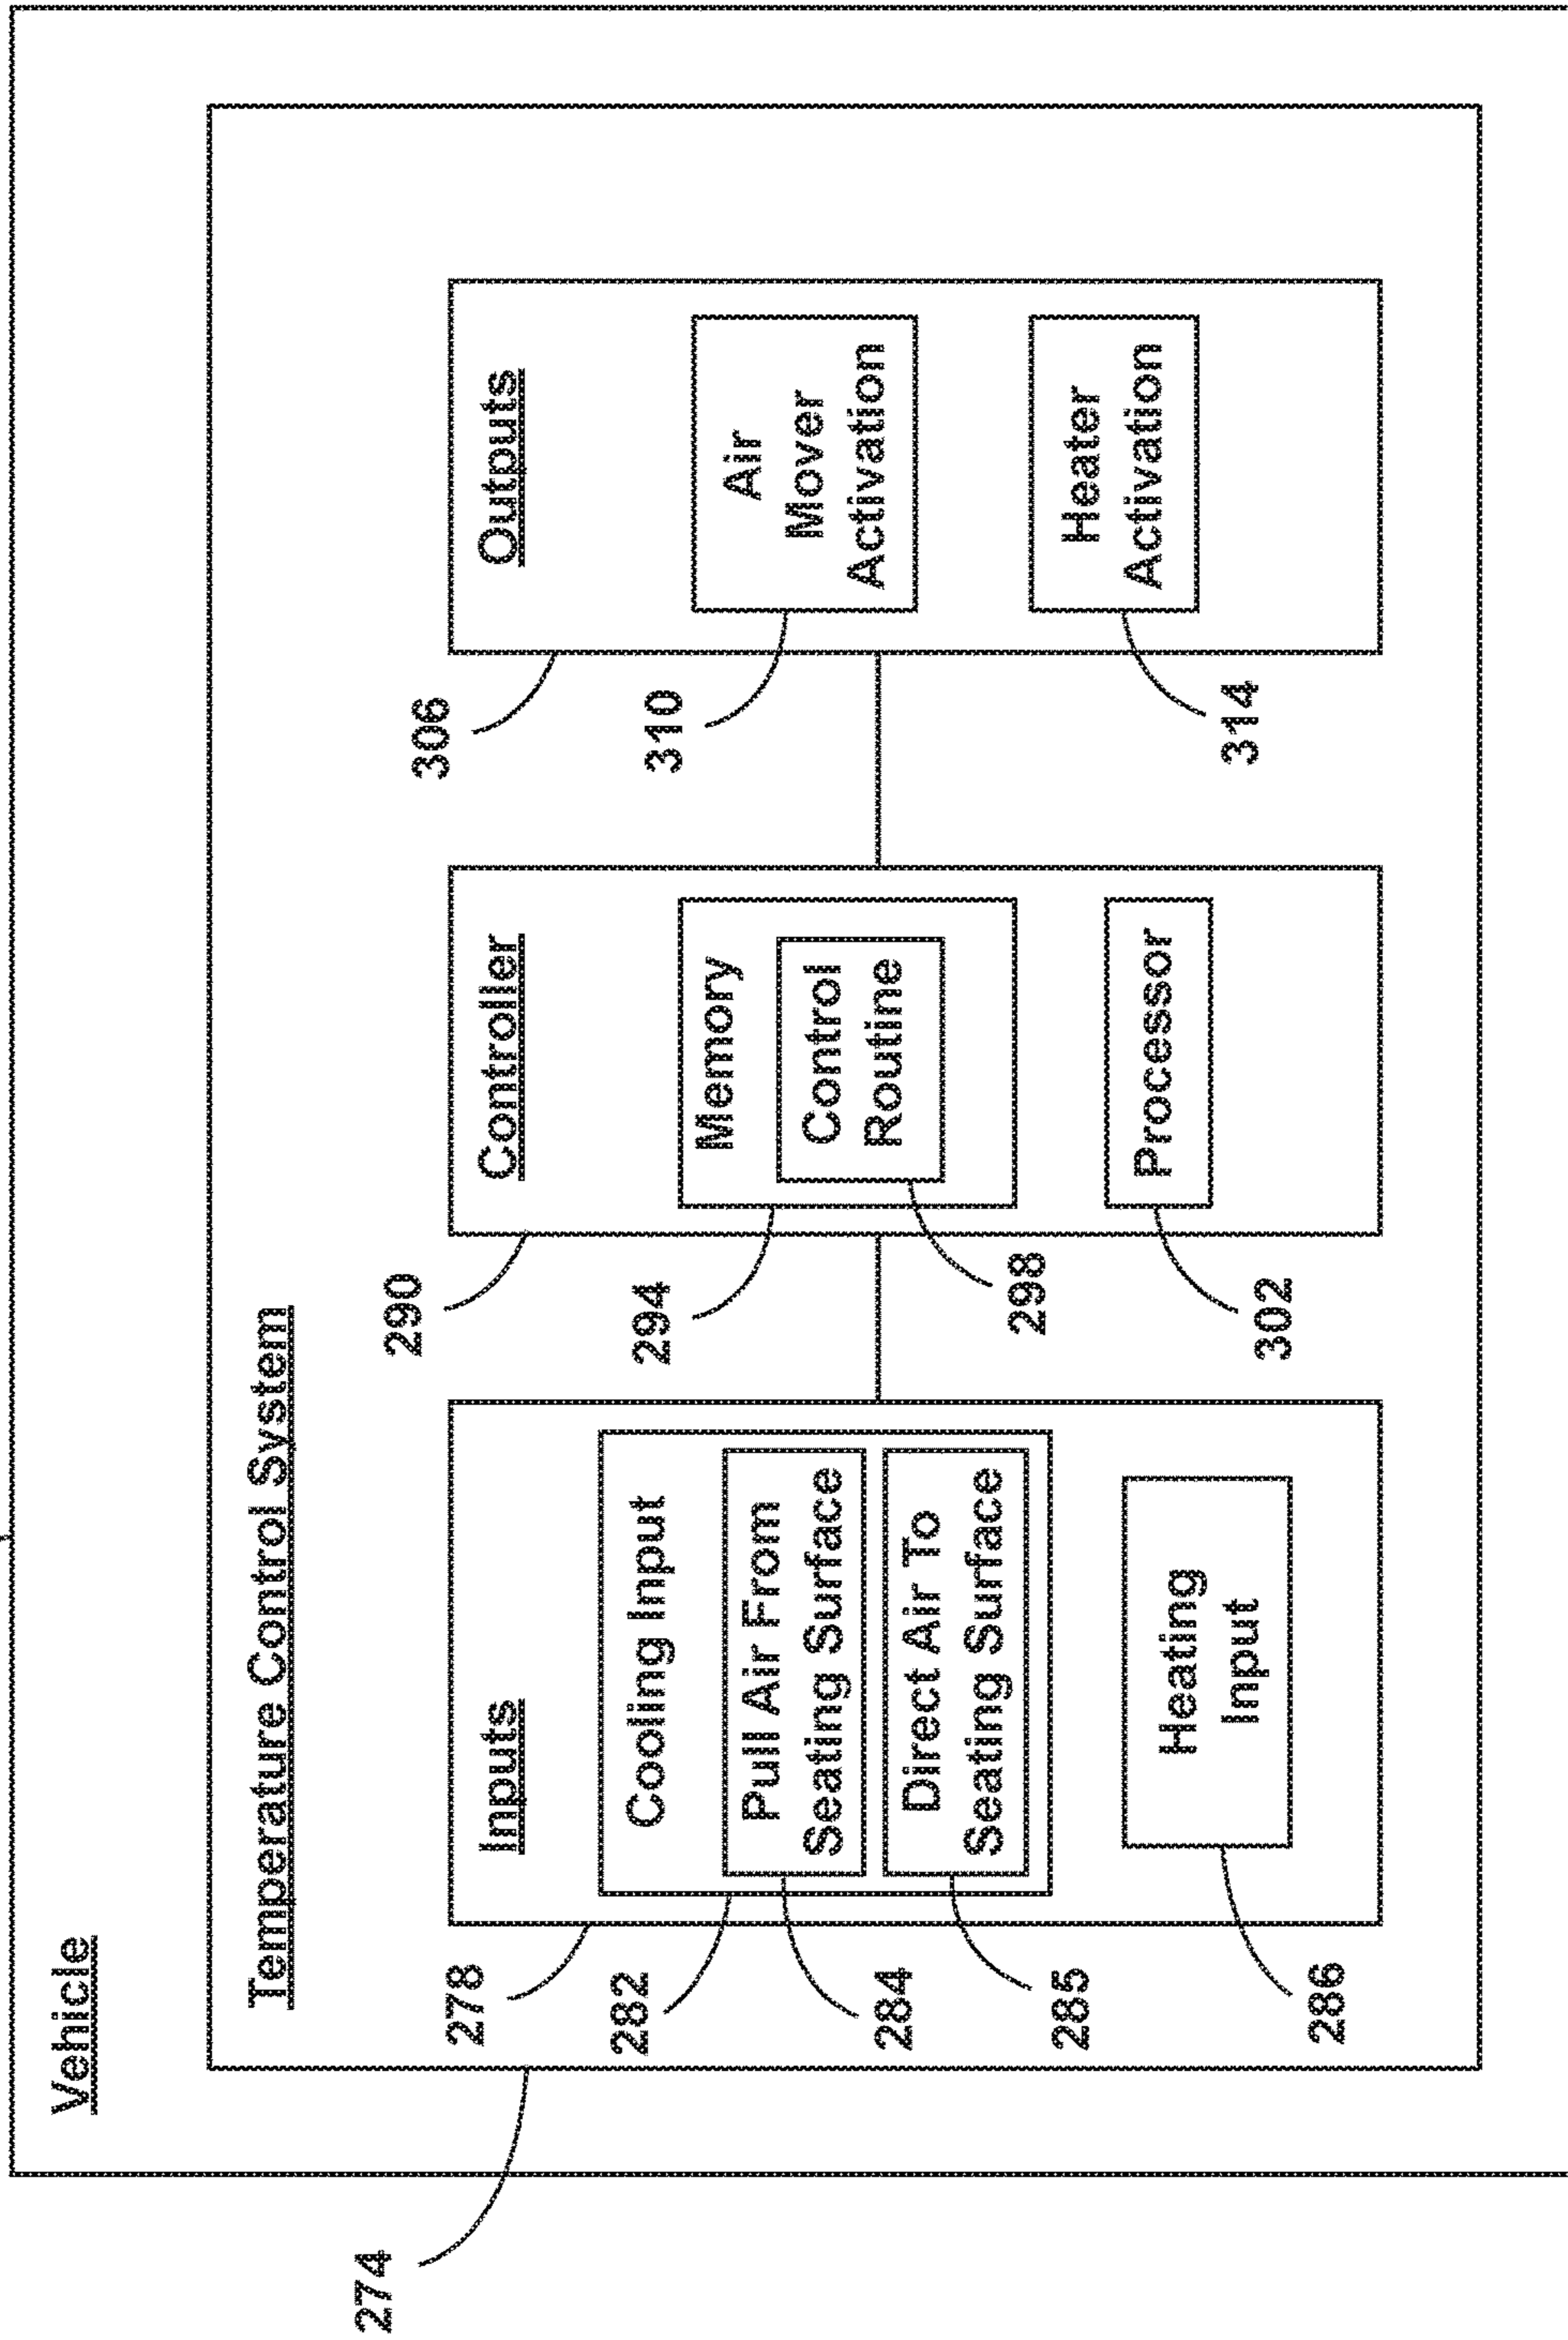 Vehicle
274
Temperature Control System
278
Inputs
282
Cooling Input
284
Pull Air From
Seating Surface
285
Direct Air To
Seating Surface
286
Heating
Input
290
Controller
294
Memory
298
Control
Routine
302
Processor
306
Outputs
310
Air
Mover
Activation
314
Heater
Activation